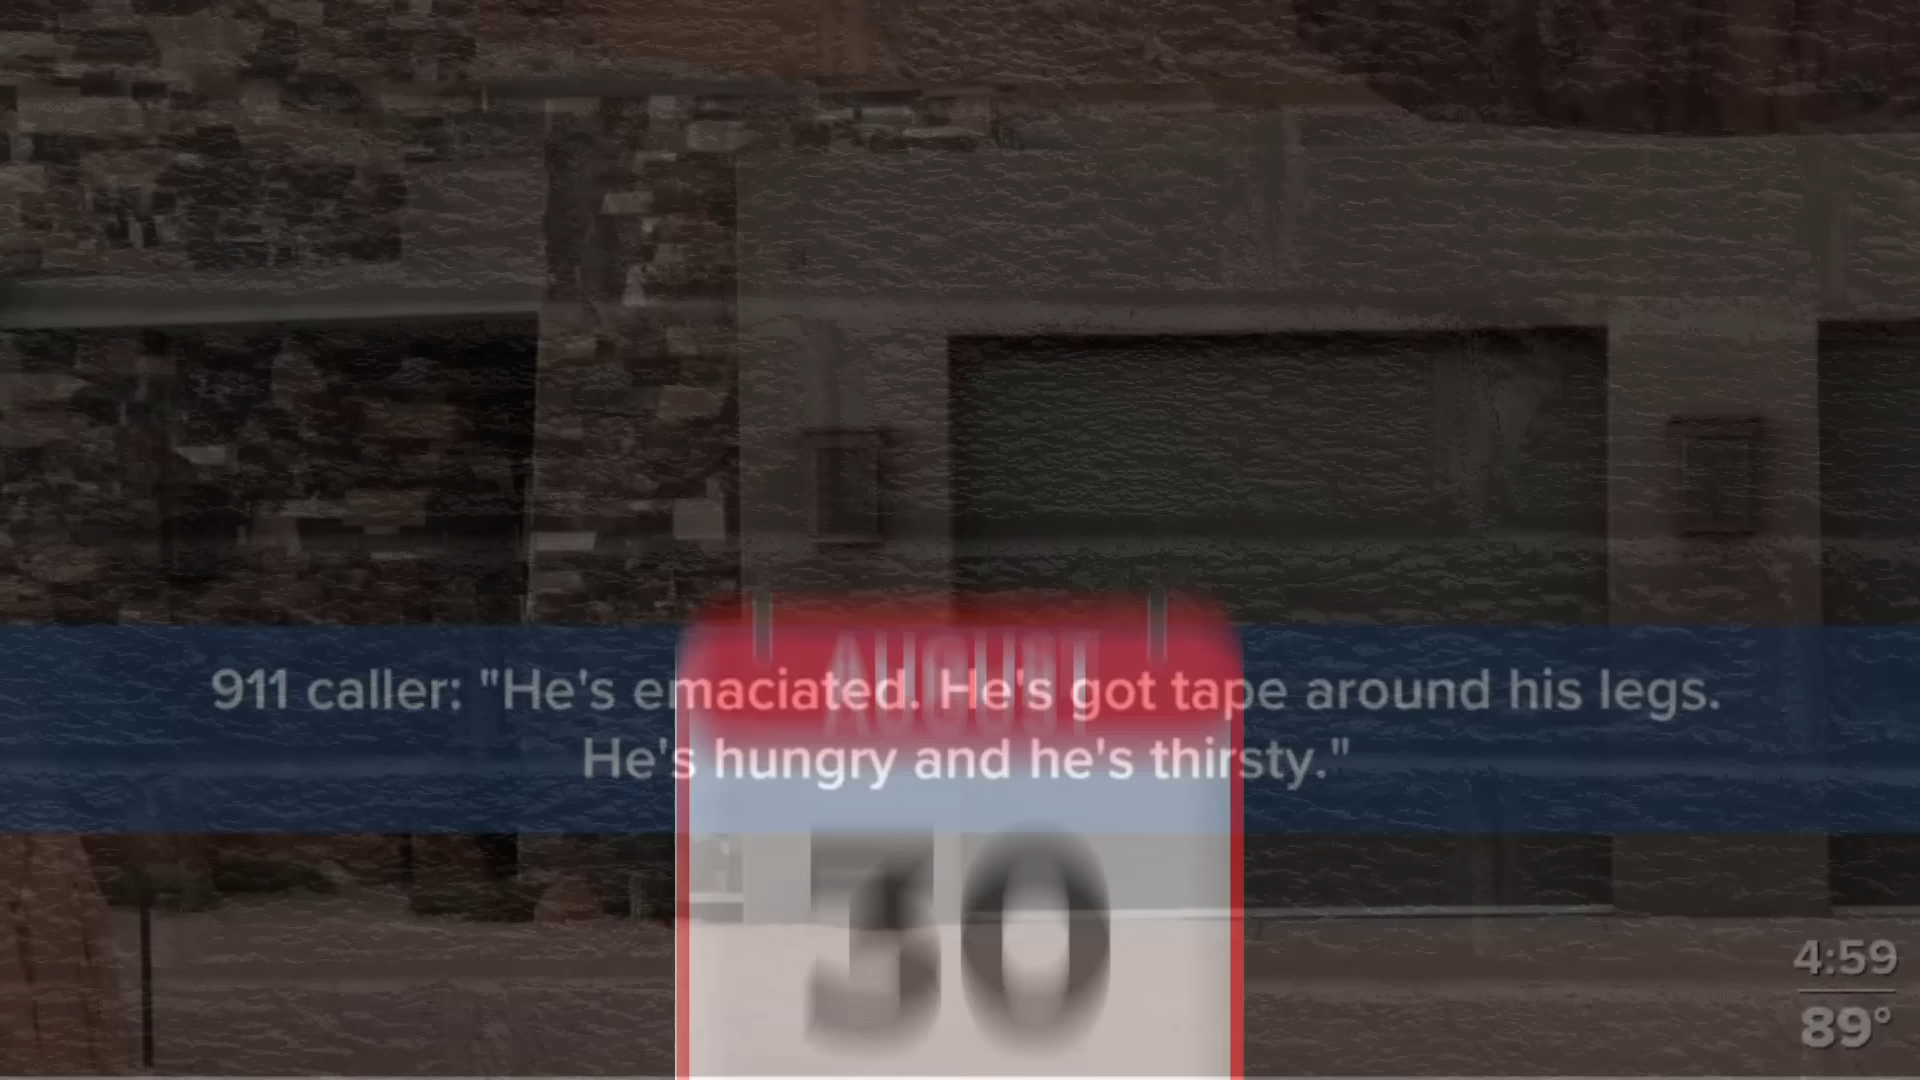 AUGUST
911 caller: "He's emaciated. He's got tape around his legs.
He's hungry and he's thirsty."
30
4:59
89°